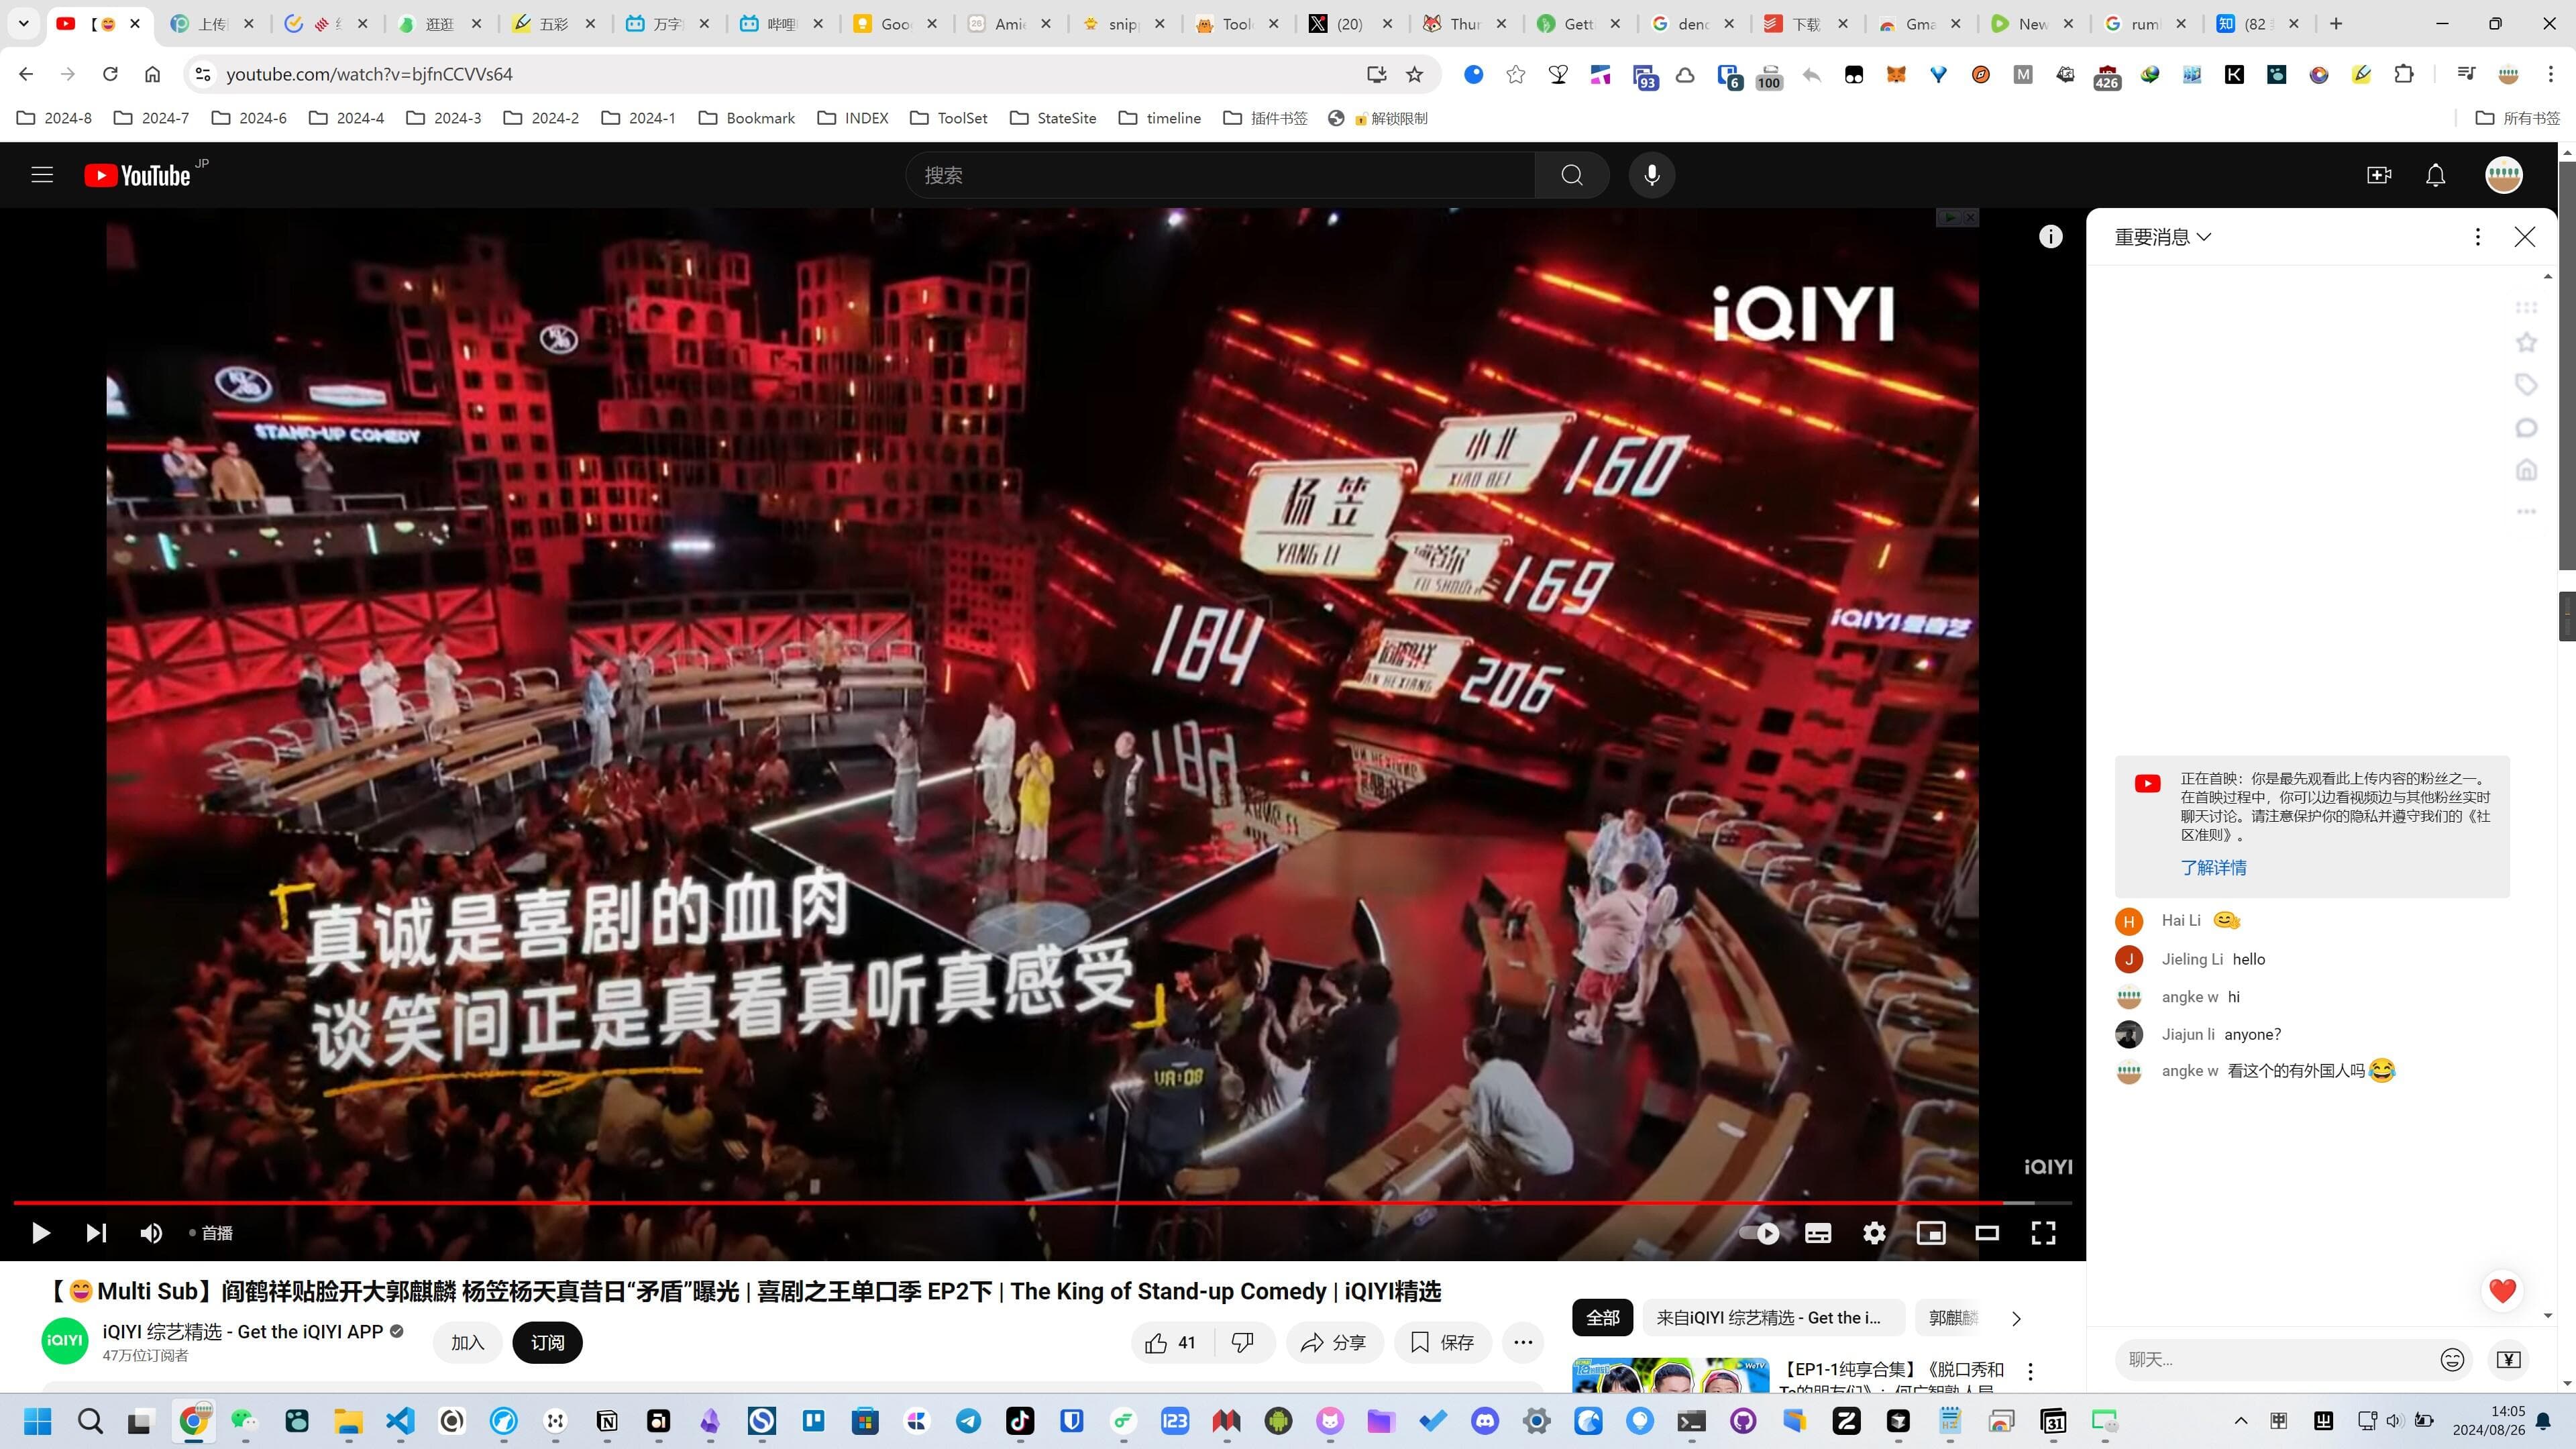 上传
逛逛
五彩
万字
哔哩
Goo
Amie
snip
Tool
(20)
Thur
Gett
deno
下载
Gma
New
rum
(82
youtube.com/watch?v=bjfnCCVVs64
93
6
100
426
2024-8
2024-7
2024-6
2024-4
2024-3
2024-2
2024-1
Bookmark
INDEX
ToolSet
StateSite
timeline
插件书签
解锁限制
所有书签
YouTube JP
搜索
iQIYI
STAND-UP COMEDY
小北
XIAO BEI
160
杨笠
YANG LI
169
184
206
iQIYI爱奇艺
真诚是喜剧的血肉
谈笑间正是真看真听真感受
iQIYI
首播
重要消息
正在首映：你是最先观看此上传内容的粉丝之一。
在首映过程中，你可以边看视频边与其他粉丝实时
聊天讨论。请注意保护你的隐私并遵守我们的《社
区准则》。
了解详情
Hai Li
Jieling Li hello
angke w hi
Jiajun li anyone?
angke w 看这个的有外国人吗😂
聊天...
【😄Multi Sub】阎鹤祥贴脸开大郭麒麟 杨笠杨天真昔日“矛盾”曝光 | 喜剧之王单口季 EP2下 | The King of Stand-up Comedy | iQIYI精选
iQIYI
iQIYI 综艺精选 - Get the iQIYI APP
47万位订阅者
加入
订阅
41
分享
保存
全部
来自iQIYI 综艺精选 - Get the i...
郭麒麟
【EP1-1纯享合集】《脱口秀和
14:05
2024/08/26